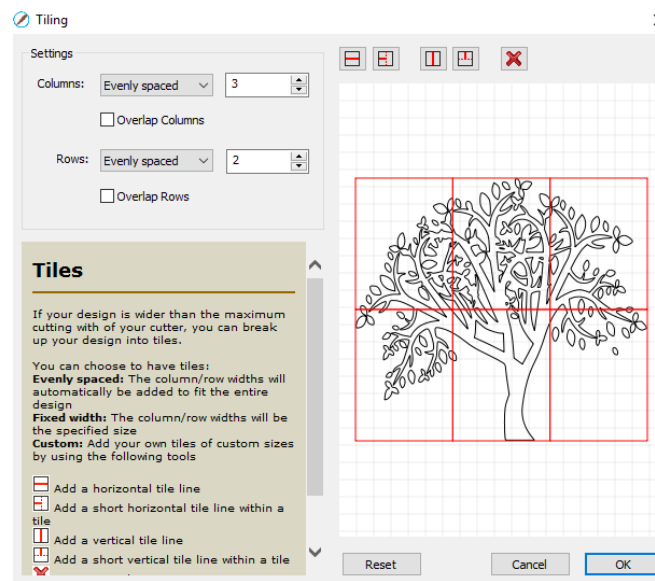 Tiling
Settings
Columns: Evenly spaced 3
Overlap Columns
Rows: Evenly spaced 2
Overlap Rows
Tiles
If your design is wider than the maximum
cutting with of your cutter, you can break
up your design into tiles.
You can choose to have tiles:
Evenly spaced: The column/row widths will
automatically be added to fit the entire
design
Fixed width: The column/row widths will be
the specified size
Custom: Add your own tiles of custom sizes
by using the following tools
Add a horizontal tile line
Add a short horizontal tile line within a
tile
Add a vertical tile line
Add a short vertical tile line within a tile
Reset Cancel OK